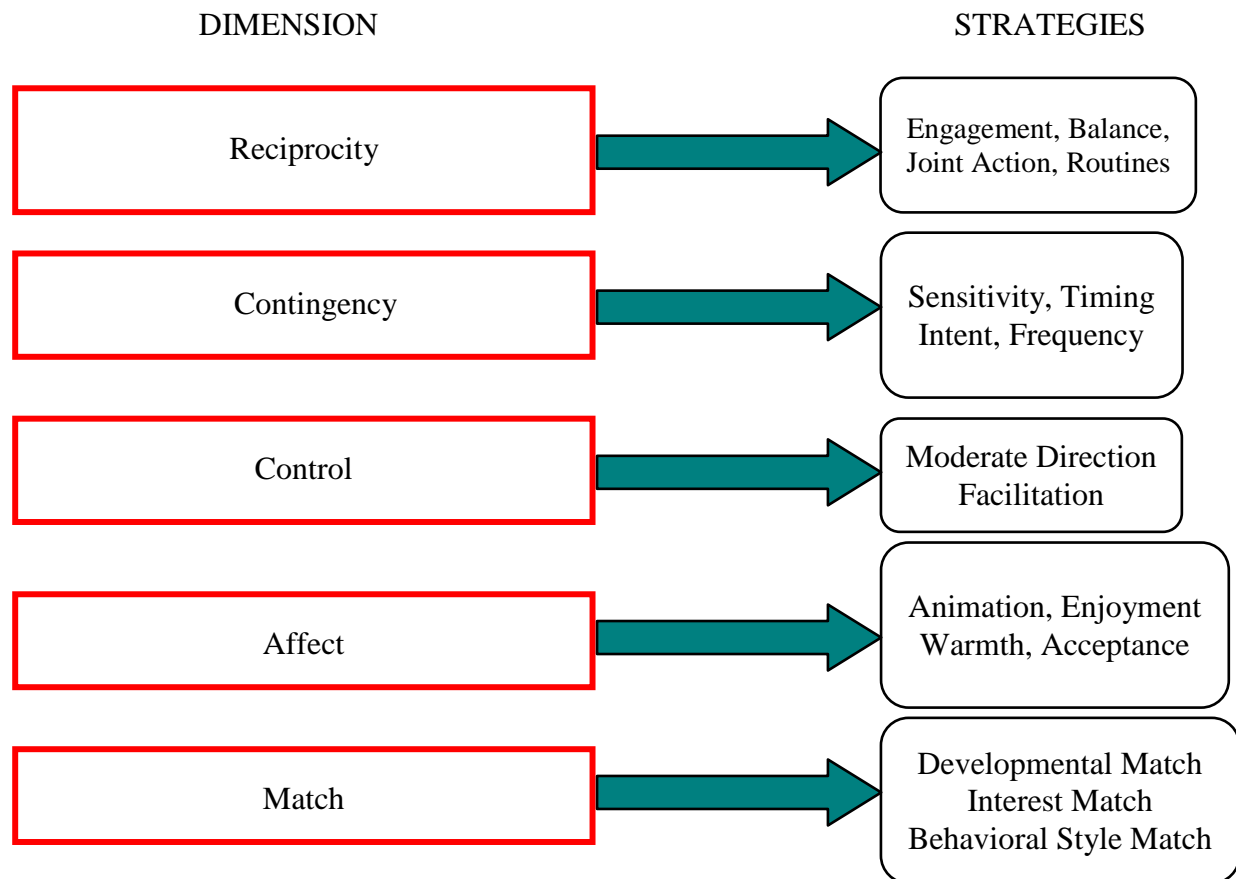 DIMENSION
STRATEGIES
Reciprocity
Engagement, Balance,
Joint Action, Routines
Contingency
Sensitivity, Timing
Intent, Frequency
Control
Moderate Direction
Facilitation
Affect
Animation, Enjoyment
Warmth, Acceptance
Match
Developmental Match
Interest Match
Behavioral Style Match